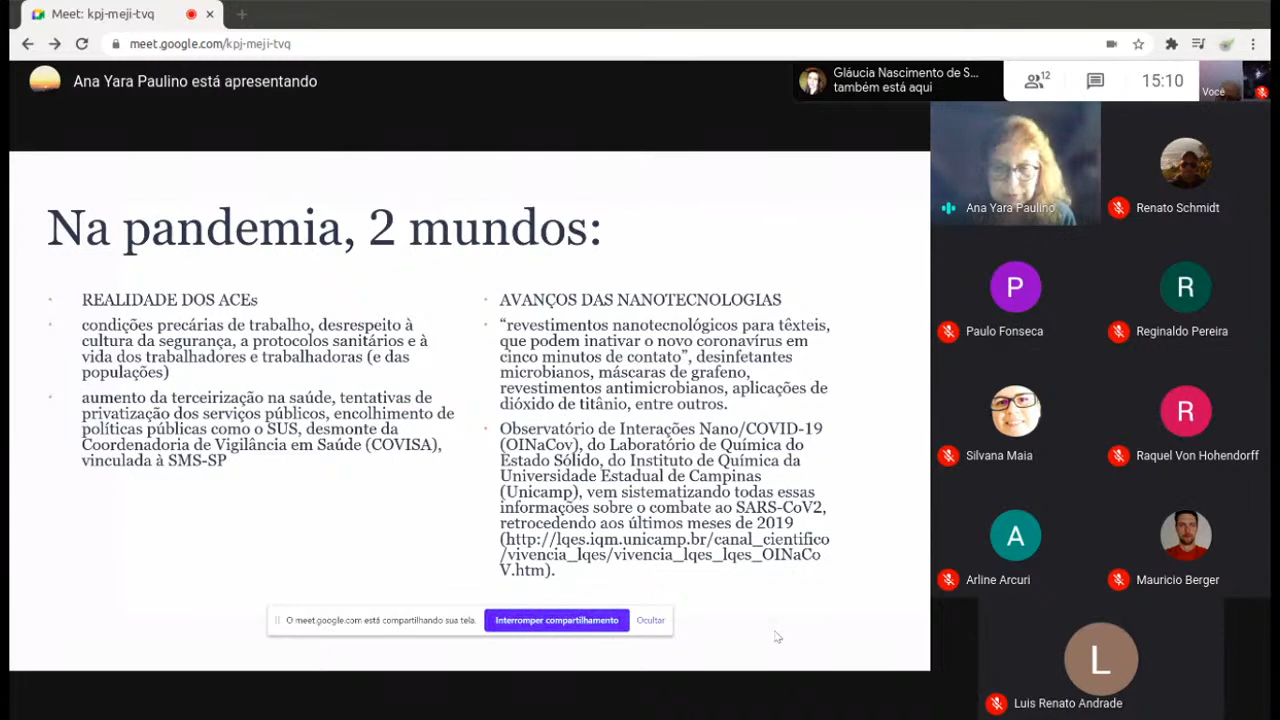 Meet: kpj-meji-tvq
meet.google.com/kpj-meji-tvq
Ana Yara Paulino está apresentando
Gláucia Nascimento de S...
também está aqui
12
15:10
Você
Na pandemia, 2 mundos:
REALIDADE DOS ACEs
condições precárias de trabalho, desrespeito à
cultura da segurança, a protocolos sanitários e à
vida dos trabalhadores e trabalhadoras (e das
populações)
aumento da terceirização na saúde, tentativas de
privatização dos serviços públicos, encolhimento de
políticas públicas como o SUS, desmonte da
Coordenadoria de Vigilância em Saúde (COVISA),
vinculada à SMS-SP
AVANÇOS DAS NANOTECNOLOGIAS
“revestimentos nanotecnológicos para têxteis,
que podem inativar o novo coronavírus em
cinco minutos de contato”, desinfetantes
microbianos, máscaras de grafeno,
revestimentos antimicrobianos, aplicações de
dióxido de titânio, entre outros.
Observatório de Interações Nano/COVID-19
(OINaCov), do Laboratório de Química do
Estado Sólido, do Instituto de Química da
Universidade Estadual de Campinas
(Unicamp), vem sistematizando todas essas
informações sobre o combate ao SARS-CoV2,
retrocedendo aos últimos meses de 2019
(http://lqes.iqm.unicamp.br/canal_cientifico
/vivencia_lqes/vivencia_lqes_lqes_OINaCo
V.htm).
O meet.google.com está compartilhando sua tela.
Interromper compartilhamento
Ocultar
Ana Yara Paulino
Renato Schmidt
P
Paulo Fonseca
R
Reginaldo Pereira
Silvana Maia
R
Raquel Von Hohendorff
A
Arline Arcuri
Mauricio Berger
L
Luis Renato Andrade